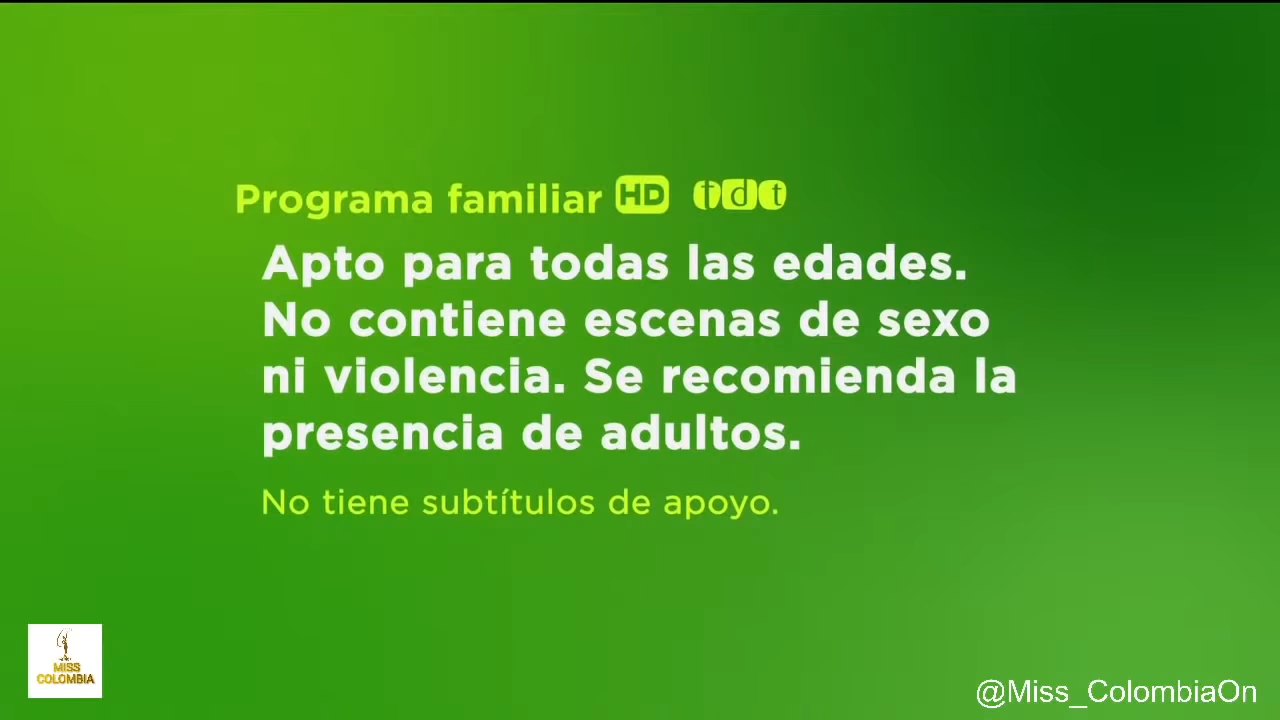 Programa familiar HD tdt
Apto para todas las edades.
No contiene escenas de sexo
ni violencia. Se recomienda la
presencia de adultos.
No tiene subtítulos de apoyo.
MISS
COLOMBIA
@Miss_ColombiaOn